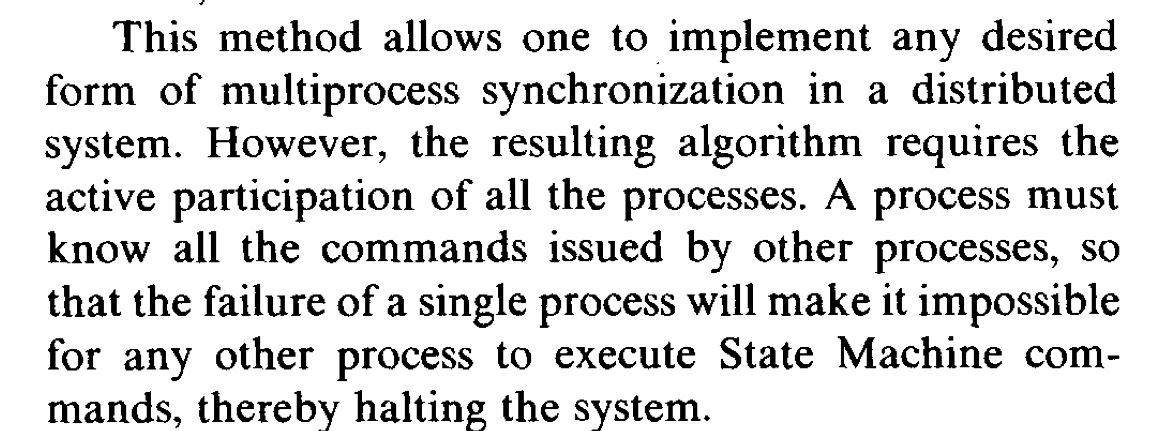 This method allows one to implement any desired
form of multiprocess synchronization in a distributed
system. However, the resulting algorithm requires the
active participation of all the processes. A process must
know all the commands issued by other processes, so
that the failure of a single process will make it impossible
for any other process to execute State Machine com-
mands, thereby halting the system.